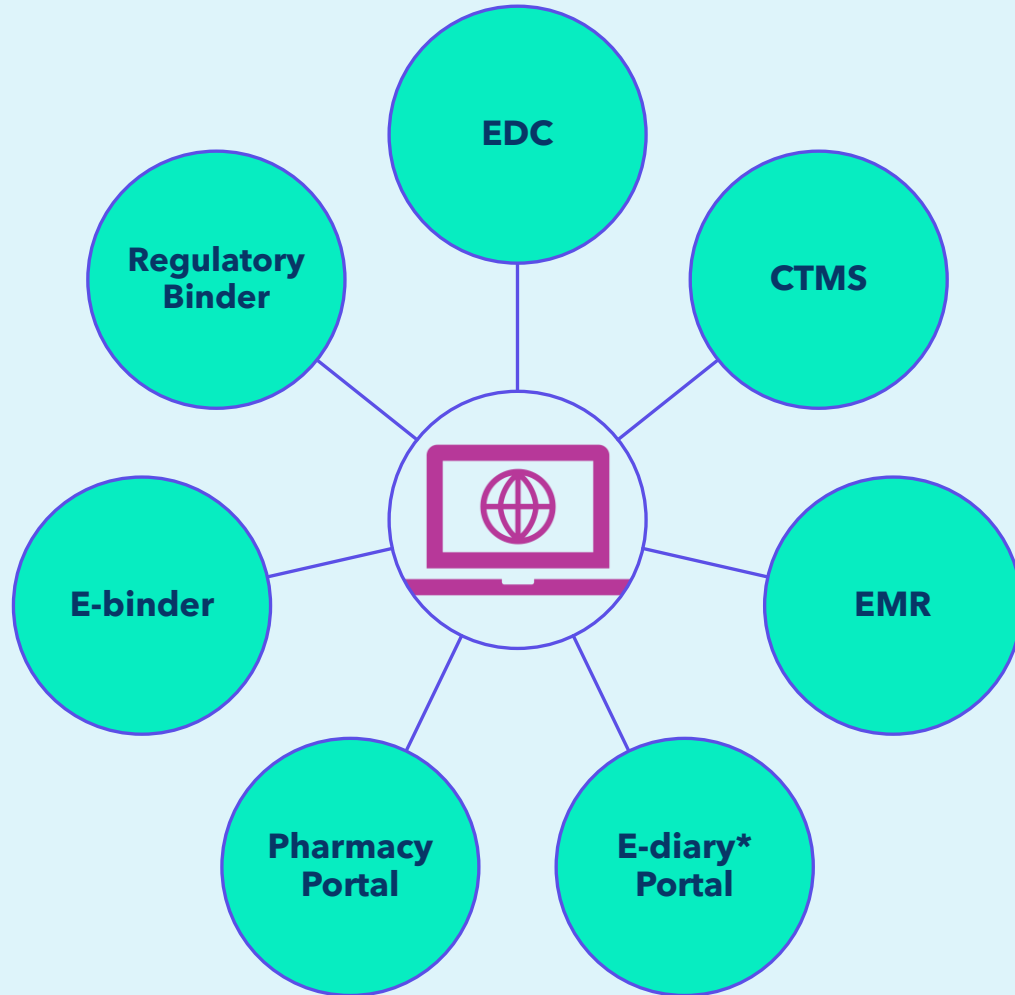 EDC
Regulatory
Binder
CTMS
E-binder
EMR
Pharmacy
Portal
E-diary*
Portal